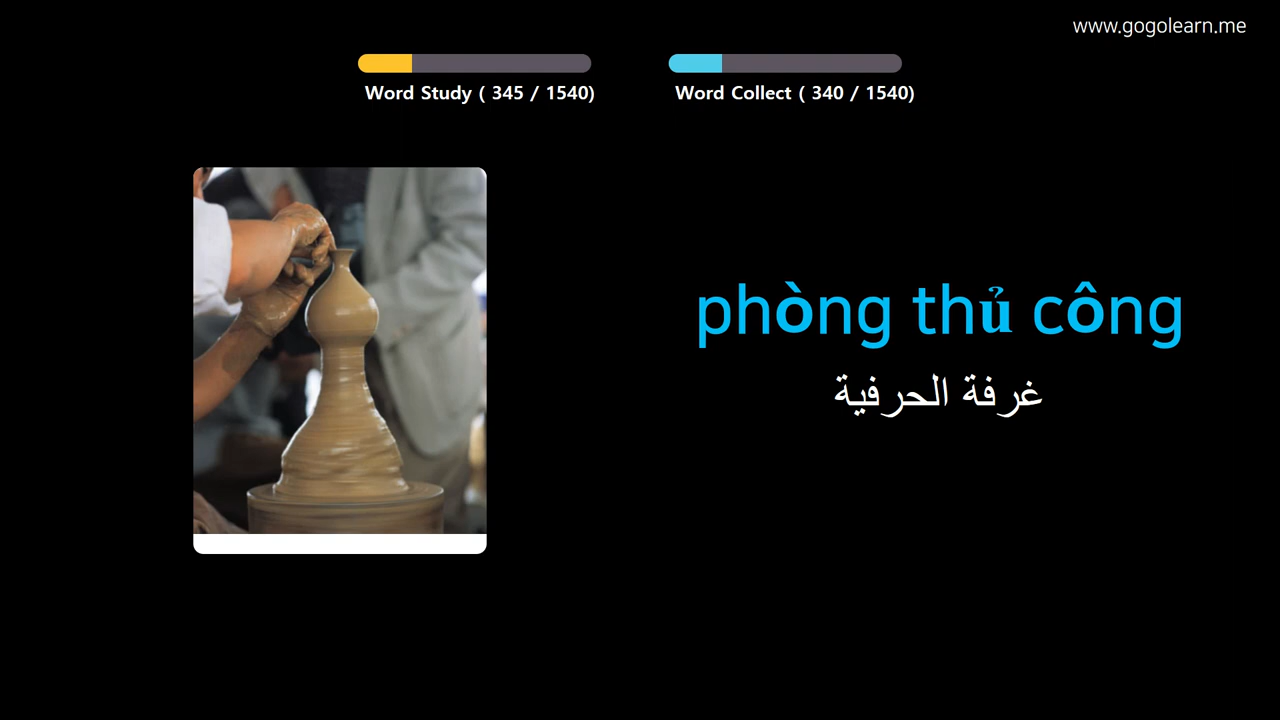 www.gogolearn.me
Word Study ( 345 / 1540)
Word Collect ( 340 / 1540)
phòng thủ công
غرفة الحرفية